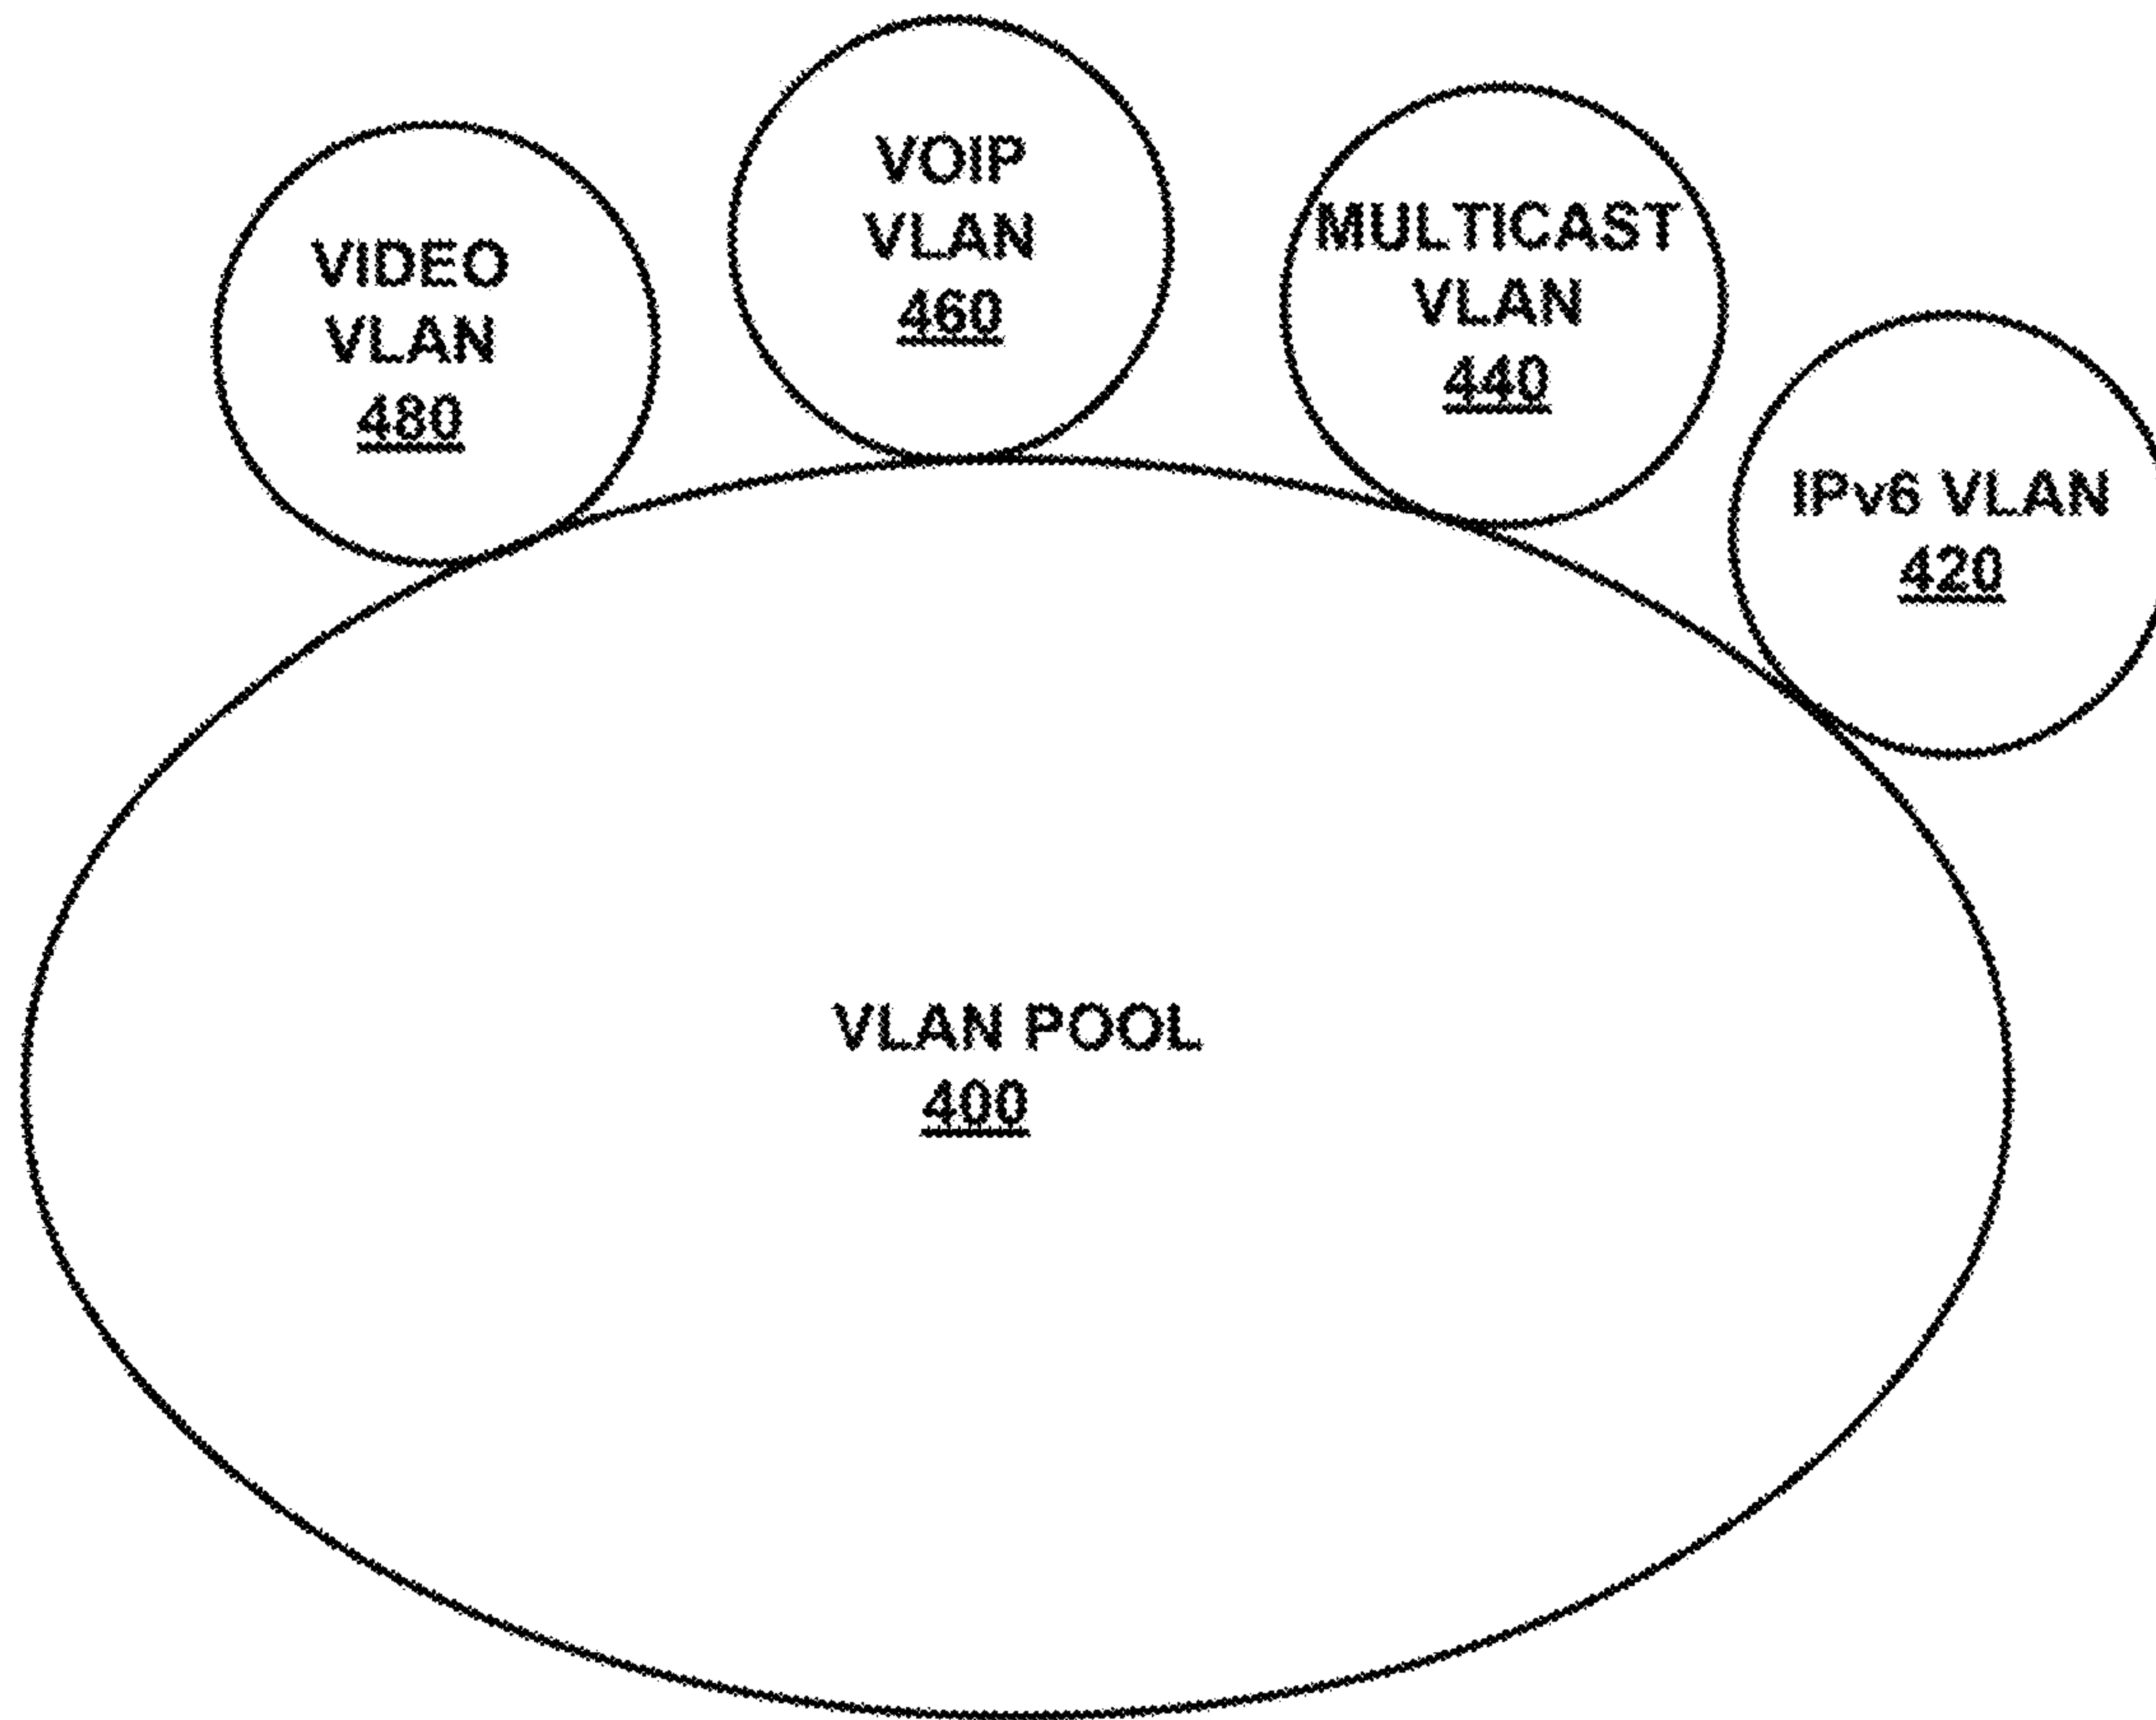 VIDEO
VLAN
480
VOIP
VLAN
460
MULTICAST
VLAN
440
IPv6 VLAN
420
VLAN POOL
400